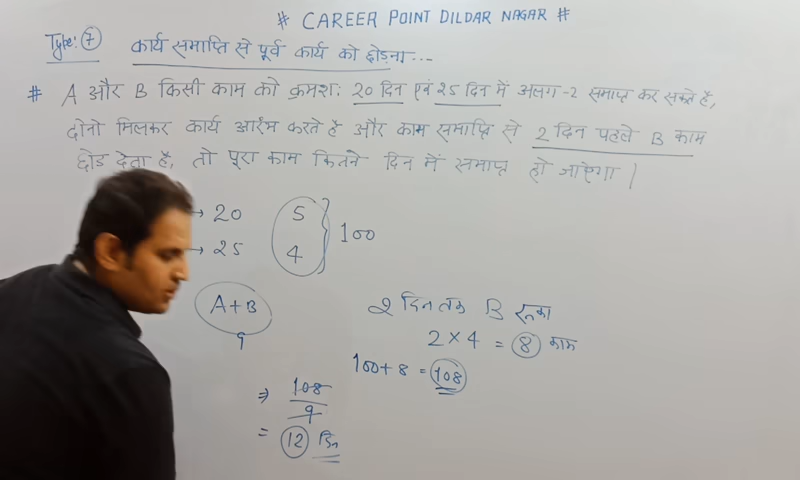 # CAREER POINT DILDAR NAGAR #
Type: 7 कार्य समाप्ति से पूर्व कार्य को छोड़ना...
# A और B किसी काम को क्रमशः 20 दिन एवं 25 दिन में अलग-2 समाप्त कर सकते है,
दोनो मिलकर कार्य आरंभ करते है और काम समाप्ति से 2 दिन पहले B काम
छोड देता है, तो पूरा काम कितने दिन में समाप्त हो जाऐगा |
→ 20 5
→ 25 4 } 100
A+B
9
2 दिन तक B रूका
2 × 4 = 8 काम
100 + 8 = 108
⇒ 108
9
= 12 दिन